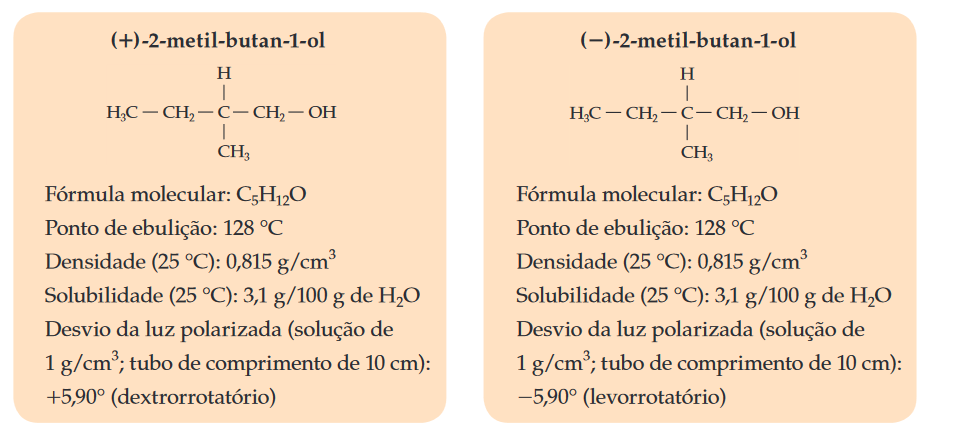 (+)-2-metil-butan-1-ol
H
|
H₃C — CH₂ — C — CH₂ — OH
|
CH₃
Fórmula molecular: C₅H₁₂O
Ponto de ebulição: 128 °C
Densidade (25 °C): 0,815 g/cm³
Solubilidade (25 °C): 3,1 g/100 g de H₂O
Desvio da luz polarizada (solução de
1 g/cm³; tubo de comprimento de 10 cm):
+5,90° (dextrorrotatório)
(−)-2-metil-butan-1-ol
H
|
H₃C — CH₂ — C — CH₂ — OH
|
CH₃
Fórmula molecular: C₅H₁₂O
Ponto de ebulição: 128 °C
Densidade (25 °C): 0,815 g/cm³
Solubilidade (25 °C): 3,1 g/100 g de H₂O
Desvio da luz polarizada (solução de
1 g/cm³; tubo de comprimento de 10 cm):
−5,90° (levorrotatório)